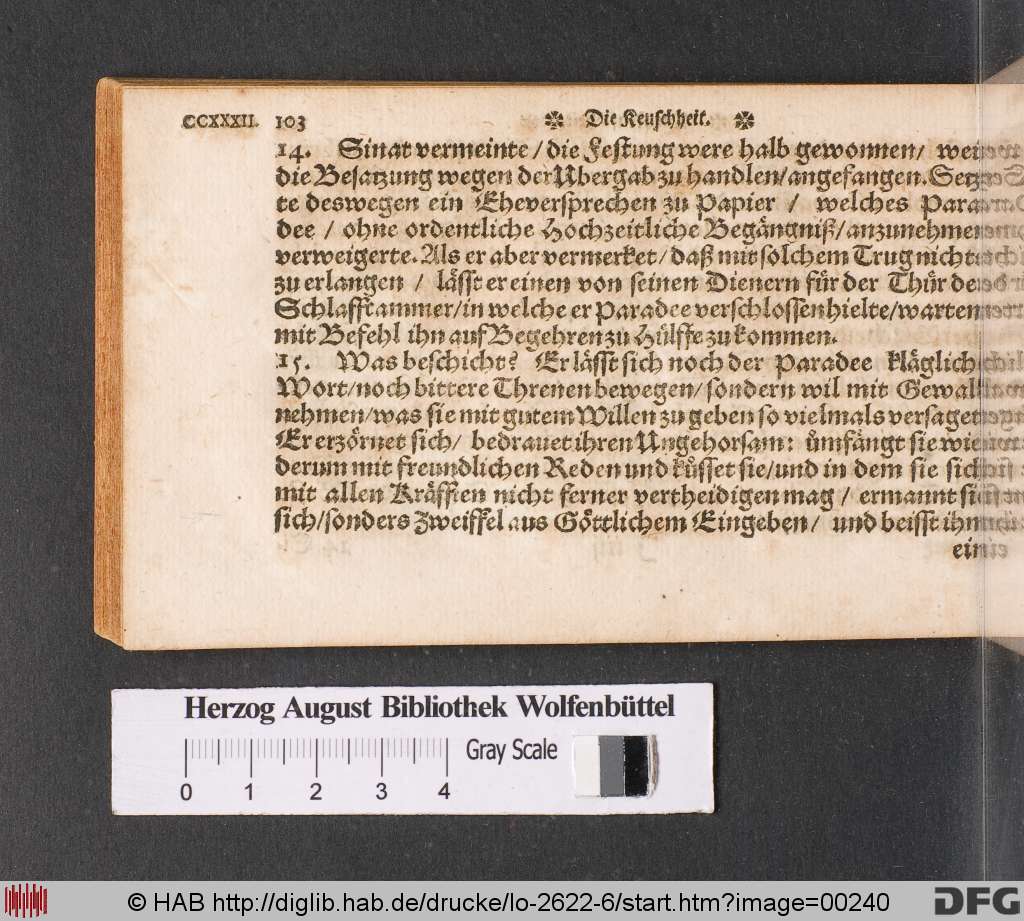 CCXXXII. 103 ✼ Die Keuschheit. ✼
14. Sinat vermeinte / die Festung were halb gewonnen / weil
die Besatzung wegen der Ubergab zu handlen / angefangen. Setz-
te deswegen ein Eheversprechen zu Papier / welches Para-
dee / ohne ordentliche Hochzeitliche Begängniß / anzunehmen
verweigerte. Als er aber vermerket / daß mit solchem Trug nichts
zu erlangen / lässt er einen von seinen Dienern für der Thür der
Schlaffkammer / in welche er Paradee verschlossen hielte / warten
mit Befehl ihn auf Begehren zu Hülffe zu kommen.
15. Was beschicht? Er lässt sich noch der Paradee kläglich
Wort / noch bittere Threnen bewegen / sondern wil mit Gewalt
nehmen / was sie mit gutem Willen zu geben so vielmals versaget.
Er erzörnet sich / bedrauet ihren Ungehorsam: ümfängt sie wie-
derum mit freundlichen Reden und küsset sie / und in dem sie sich
mit allen Kräfften nicht ferner vertheidigen mag / ermannt sie
sich / sonders Zweiffel aus Göttlichem Eingeben / und beisst ihm
ein
Herzog August Bibliothek Wolfenbüttel
Gray Scale
0 1 2 3 4
© HAB http://diglib.hab.de/drucke/lo-2622-6/start.htm?image=00240
DFG